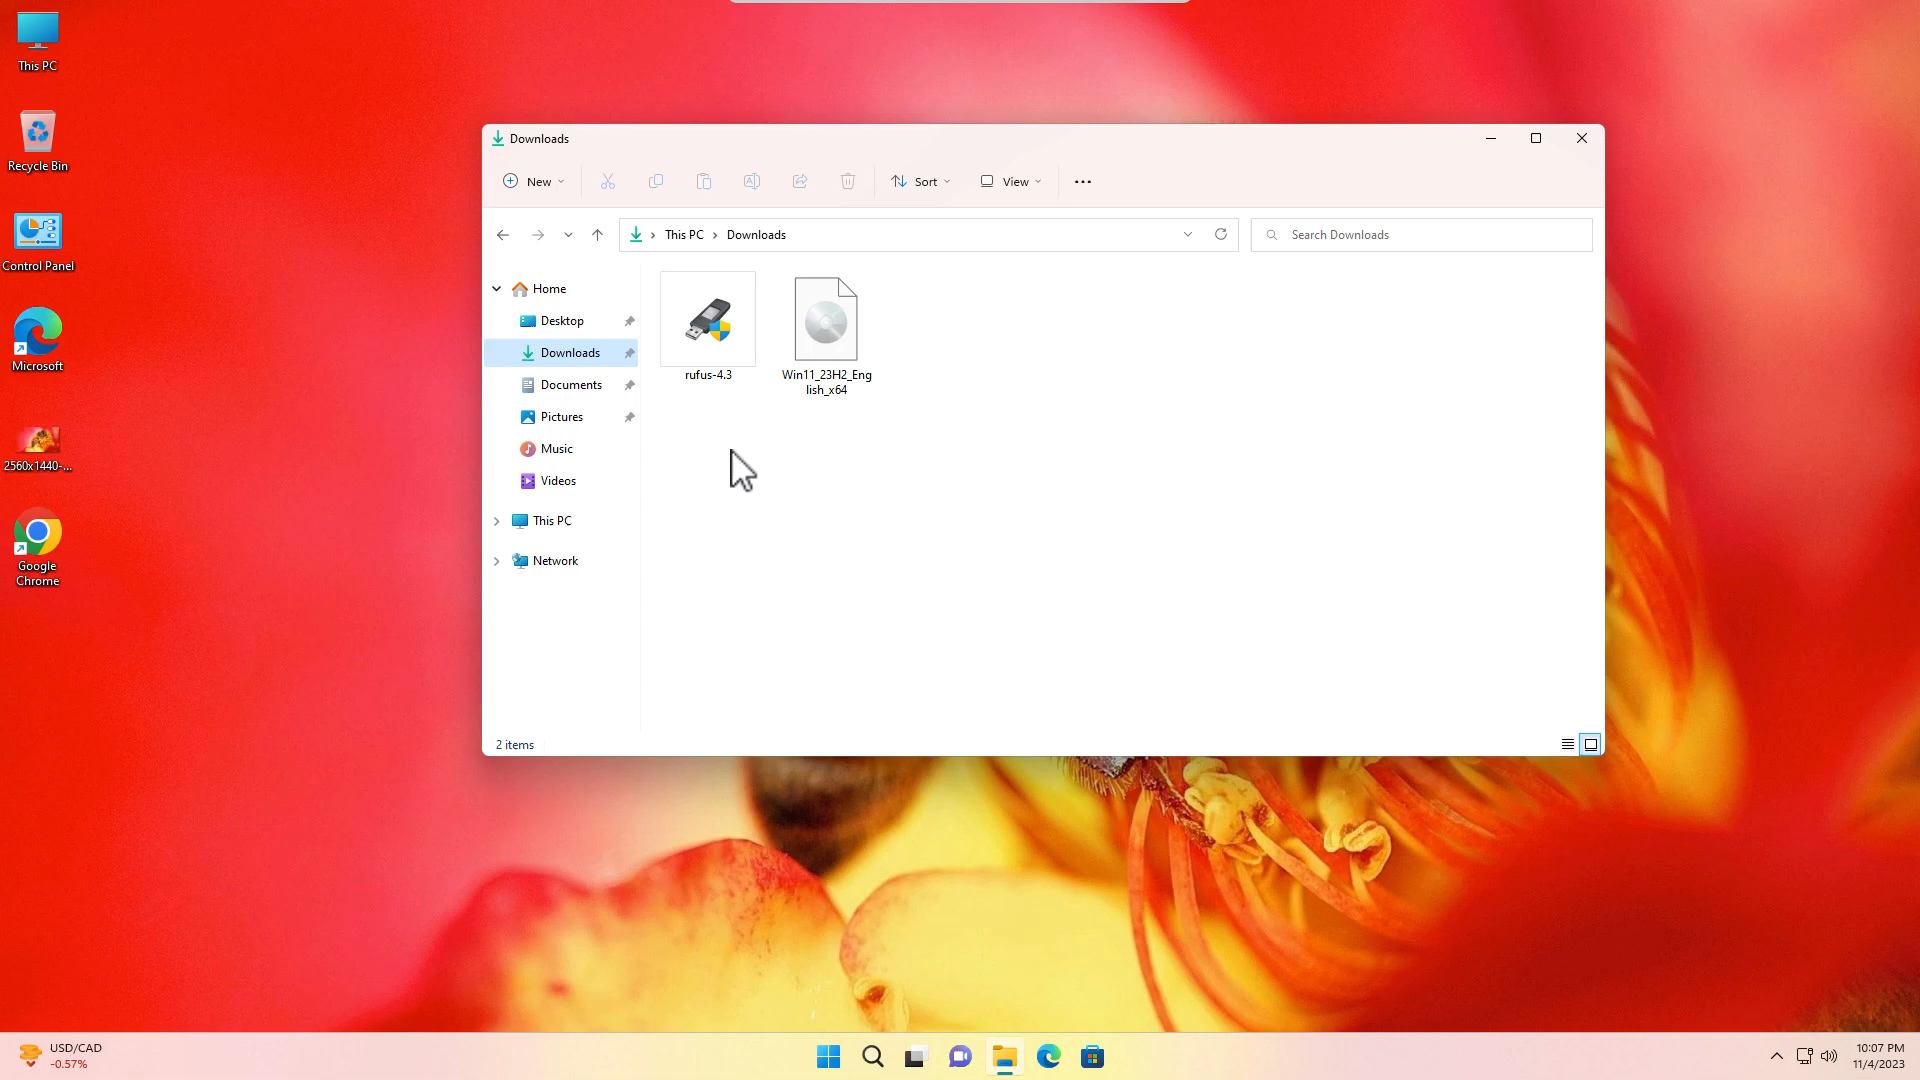 This PC
Recycle Bin
Control Panel
Microsoft
2560x1440-...
Google
Chrome
Downloads
New
Sort
View
This PC
Downloads
Search Downloads
Home
Desktop
Downloads
Documents
Pictures
Music
Videos
This PC
Network
rufus-4.3
Win11_23H2_Eng
lish_x64
2 items
USD/CAD
-0.57%
10:07 PM
11/4/2023